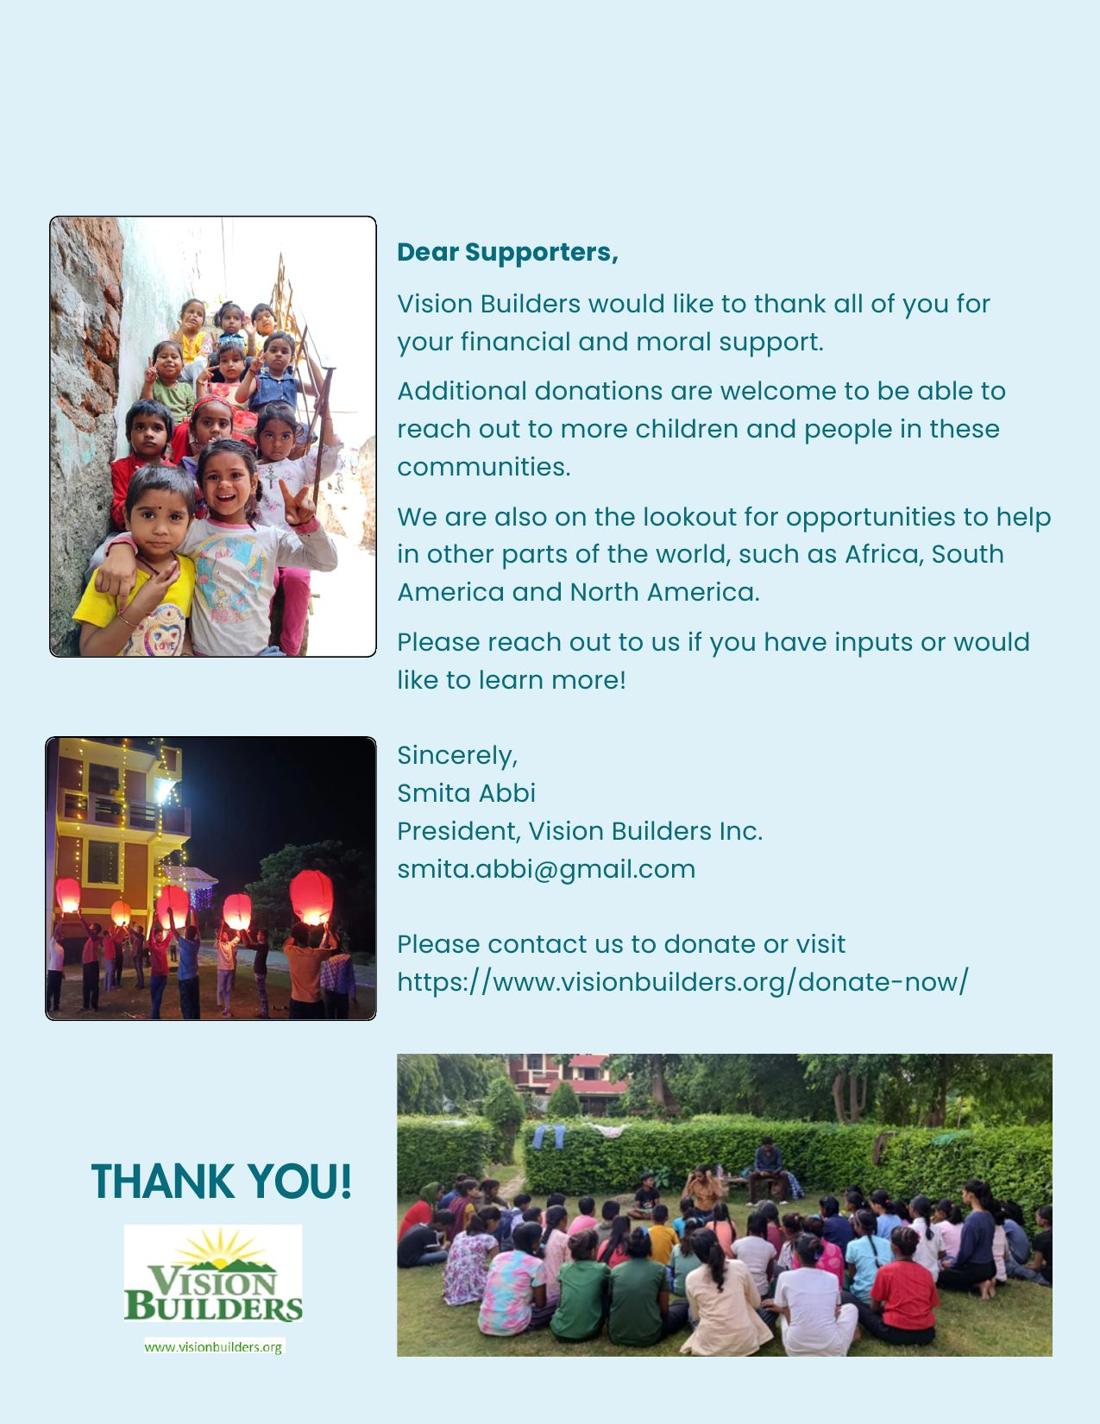 Dear Supporters,
Vision Builders would like to thank all of you for
your financial and moral support.
Additional donations are welcome to be able to
reach out to more children and people in these
communities.
We are also on the lookout for opportunities to help
in other parts of the world, such as Africa, South
America and North America.
Please reach out to us if you have inputs or would
like to learn more!
Sincerely,
Smita Abbi
President, Vision Builders Inc.
smita.abbi@gmail.com
Please contact us to donate or visit
https://www.visionbuilders.org/donate-now/
THANK YOU!
VISION
BUILDERS
www.visionbuilders.org
LOVE